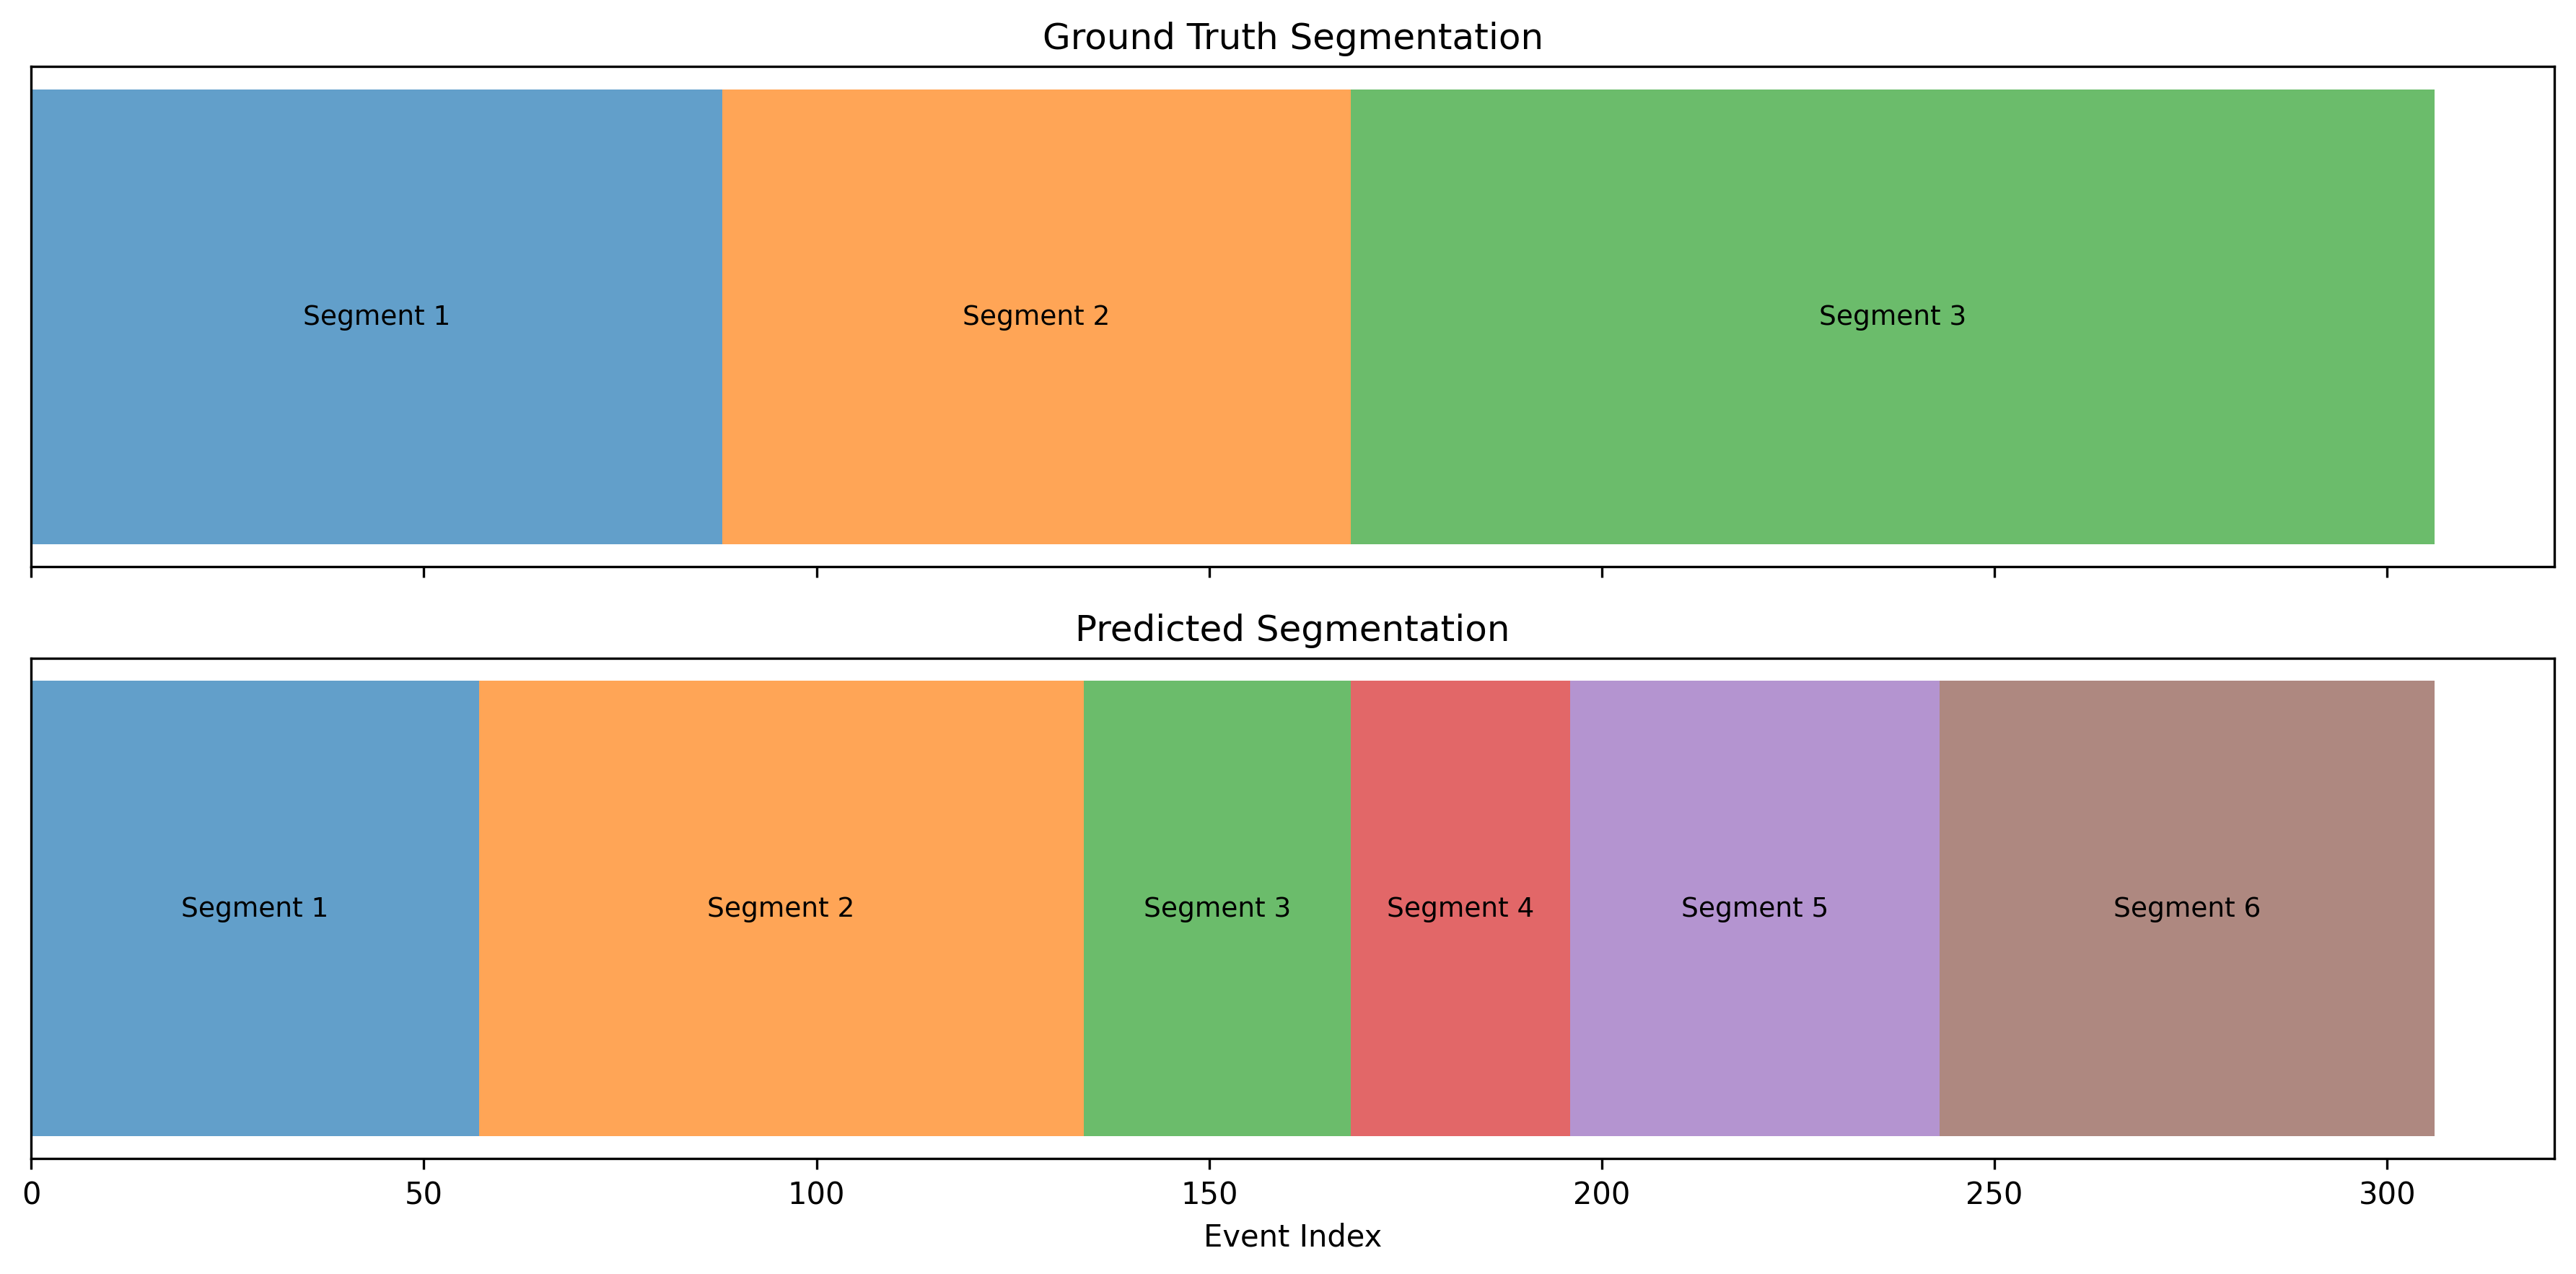 Ground Truth Segmentation
Segment 1 Segment 2 Segment 3
Predicted Segmentation
Segment 1 Segment 2 Segment 3 Segment 4 Segment 5 Segment 6
0 50 100 150 200 250 300
Event Index